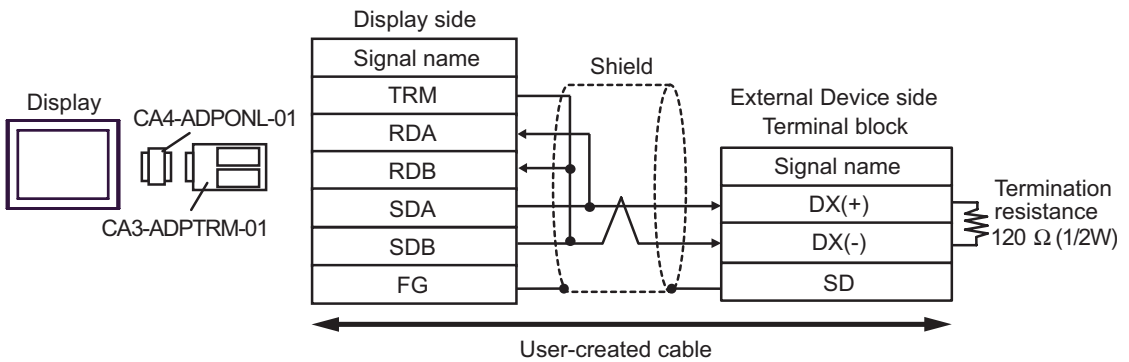 Display side
Signal name
TRM
RDA
RDB
SDA
SDB
FG
Shield
Display
CA4-ADPONL-01
CA3-ADPTRM-01
External Device side
Terminal block
Signal name
DX(+)
DX(-)
SD
Termination
resistance
120 Ω (1/2W)
User-created cable